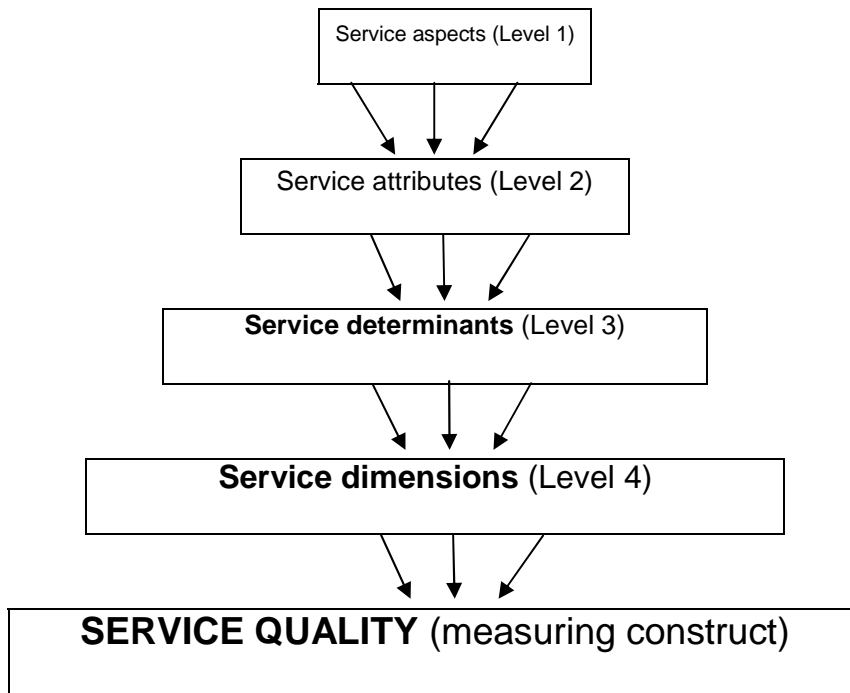 Service aspects (Level 1)
Service attributes (Level 2)
Service determinants (Level 3)
Service dimensions (Level 4)
SERVICE QUALITY (measuring construct)